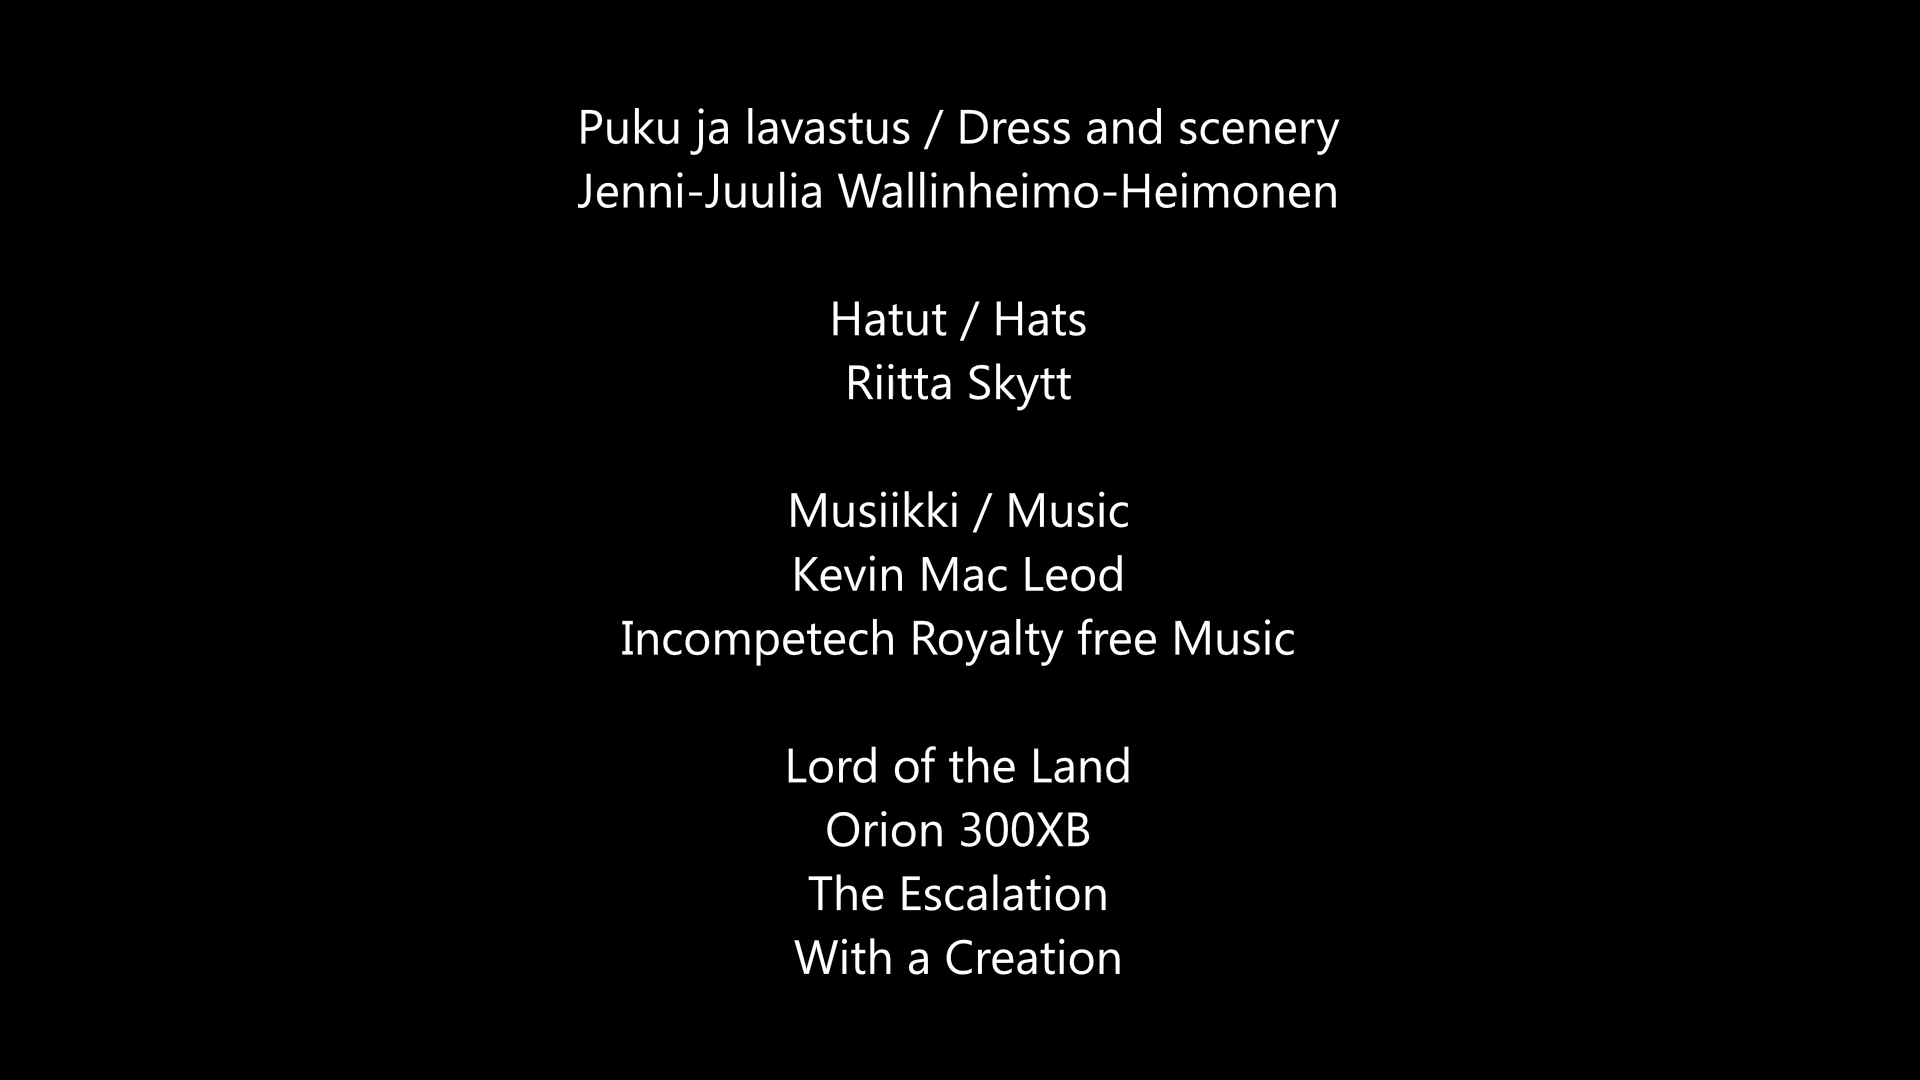 Puku ja lavastus / Dress and scenery
Jenni-Juulia Wallinheimo-Heimonen
Hatut / Hats
Riitta Skytt
Musiikki / Music
Kevin Mac Leod
Incompetech Royalty free Music
Lord of the Land
Orion 300XB
The Escalation
With a Creation